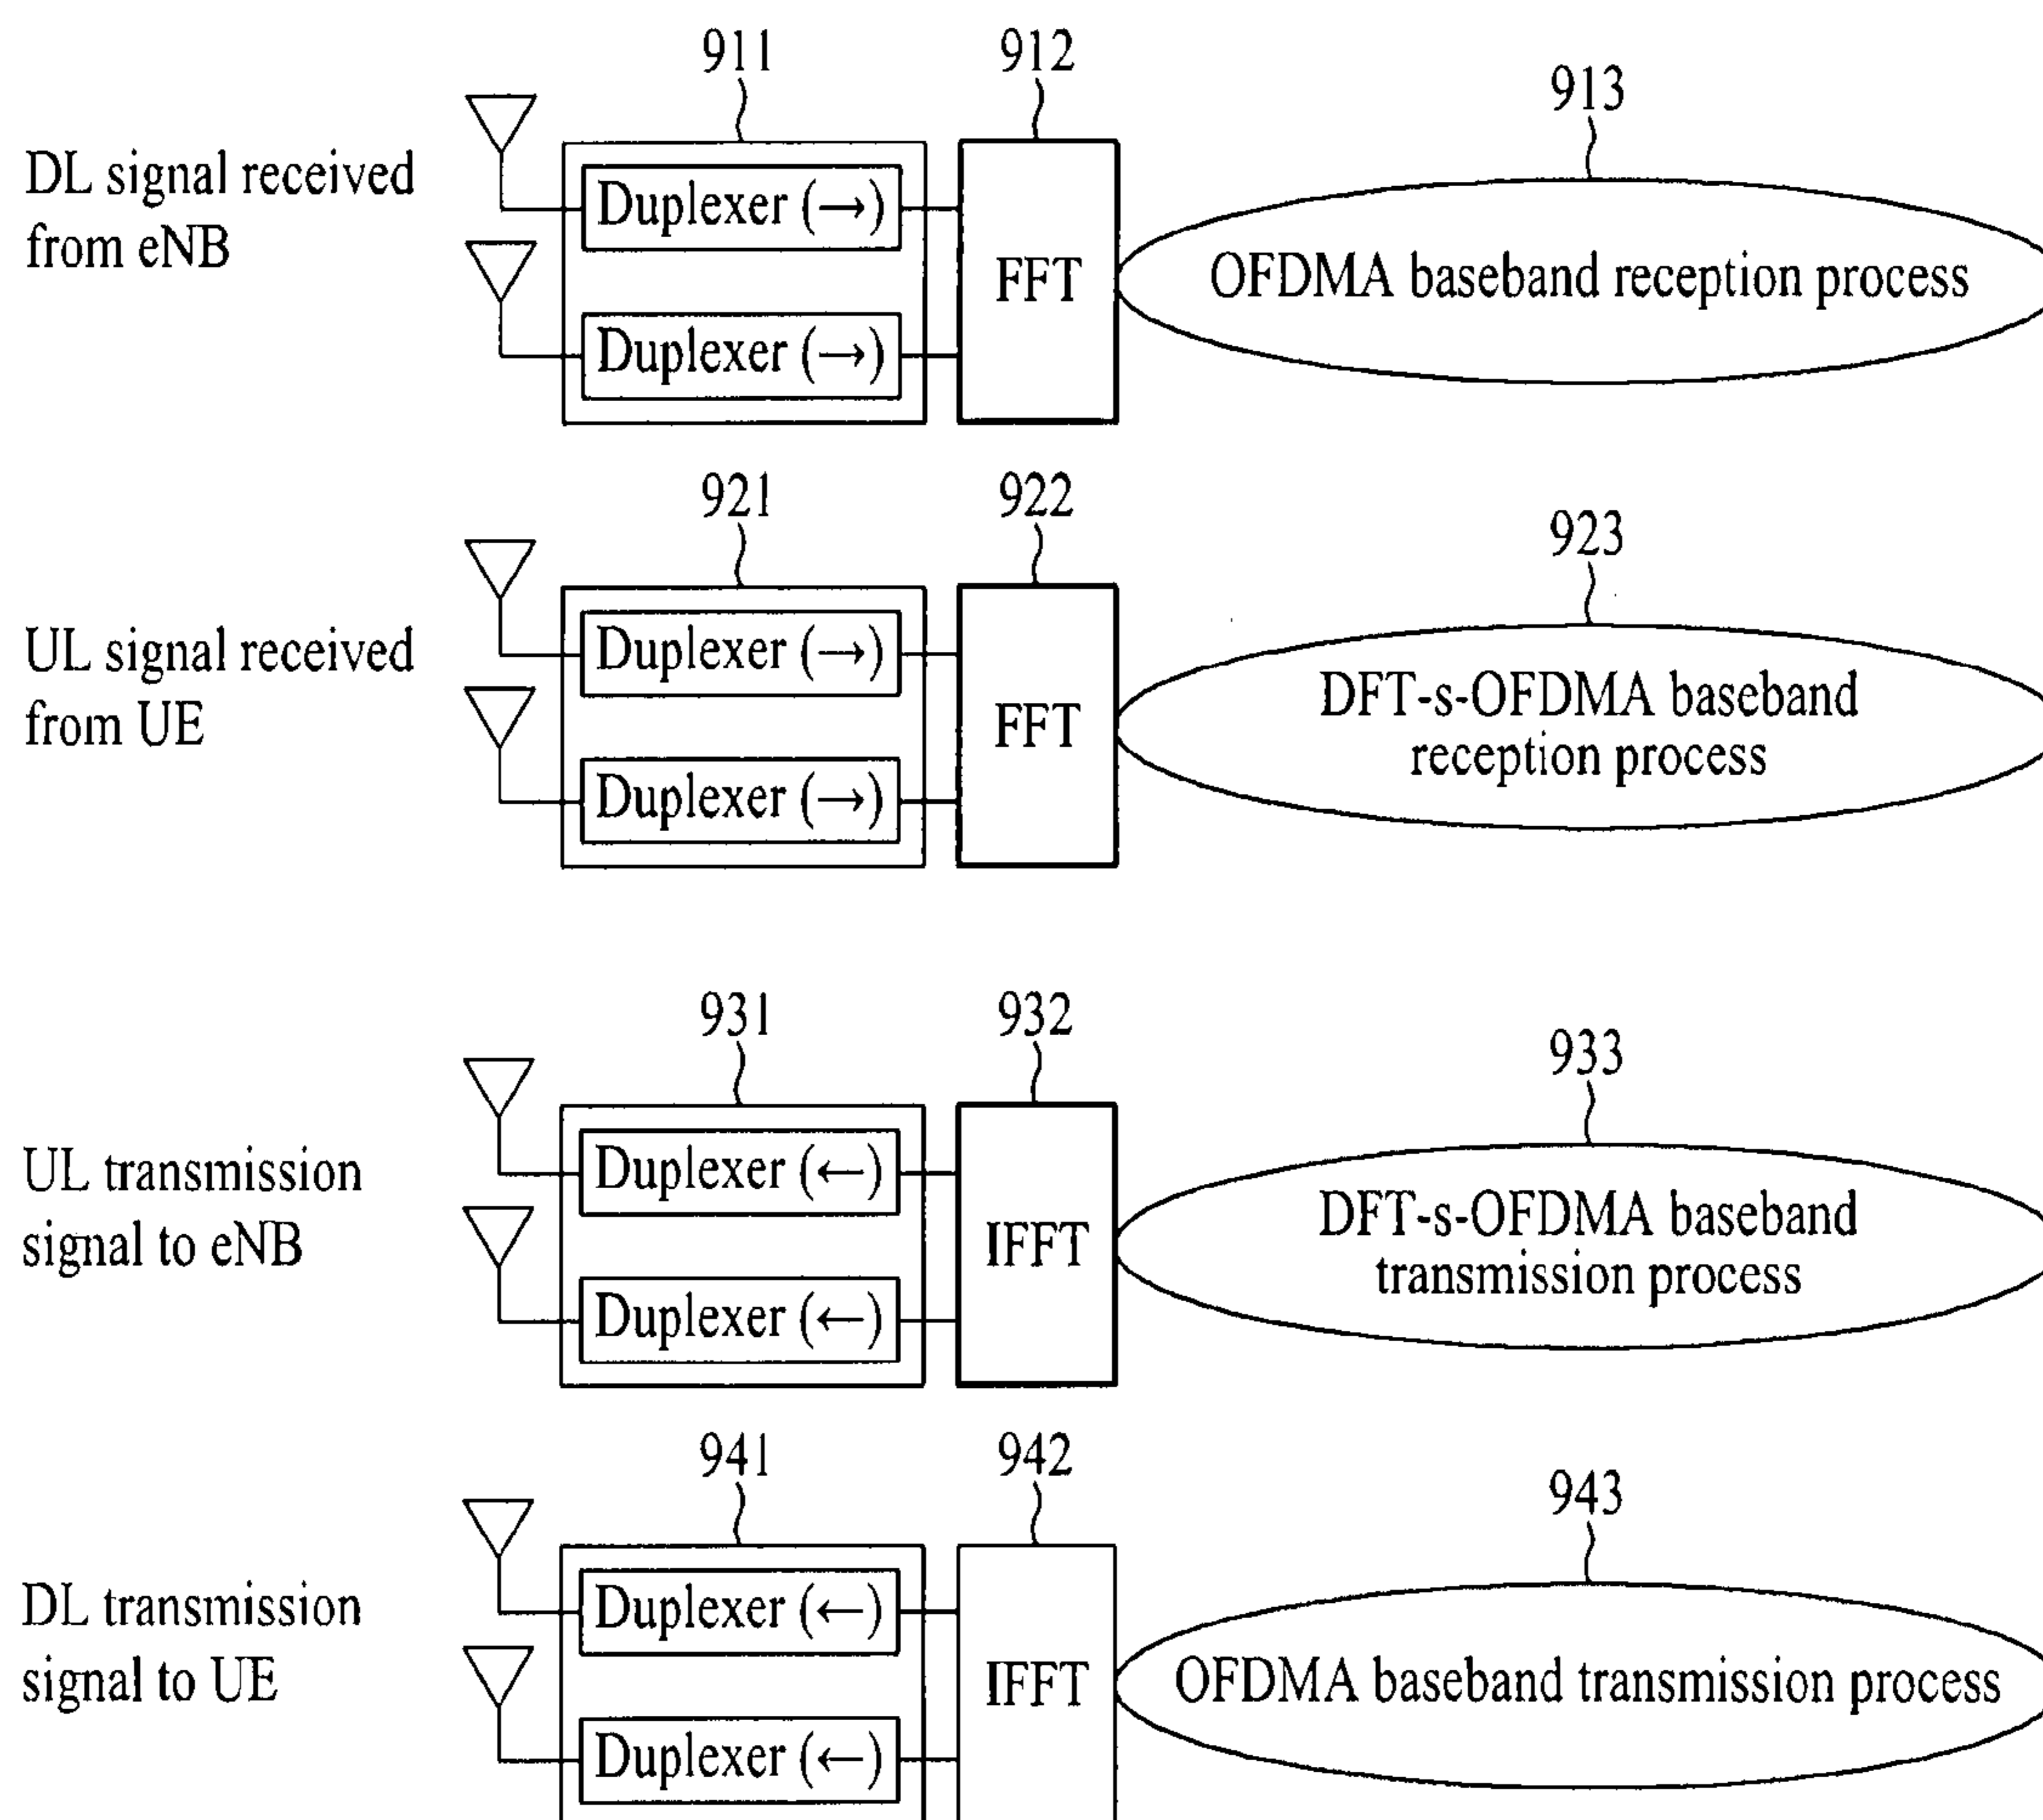 911
912
913
DL signal received
from eNB
Duplexer (→)
Duplexer (→)
FFT
OFDMA baseband reception process
921
922
923
UL signal received
from UE
Duplexer (→)
Duplexer (→)
FFT
DFT-s-OFDMA baseband
reception process
931
932
933
UL transmission
signal to eNB
Duplexer (←)
Duplexer (←)
IFFT
DFT-s-OFDMA baseband
transmission process
941
942
943
DL transmission
signal to UE
Duplexer (←)
Duplexer (←)
IFFT
OFDMA baseband transmission process